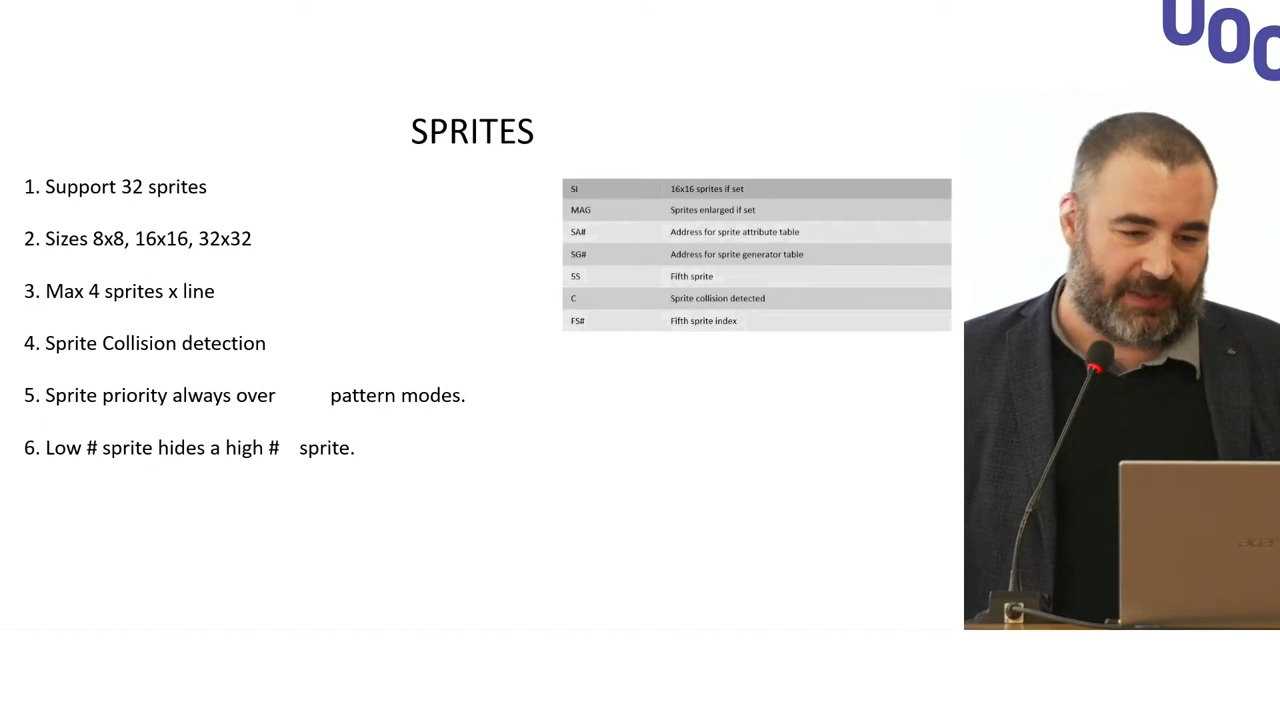 UOC
SPRITES
1. Support 32 sprites
2. Sizes 8x8, 16x16, 32x32
3. Max 4 sprites x line
4. Sprite Collision detection
5. Sprite priority always over pattern modes.
6. Low # sprite hides a high # sprite.
SI 16x16 sprites if set
MAG Sprites enlarged if set
SA# Address for sprite attribute table
SG# Address for sprite generator table
5S Fifth sprite
C Sprite collision detected
FS# Fifth sprite index
acer